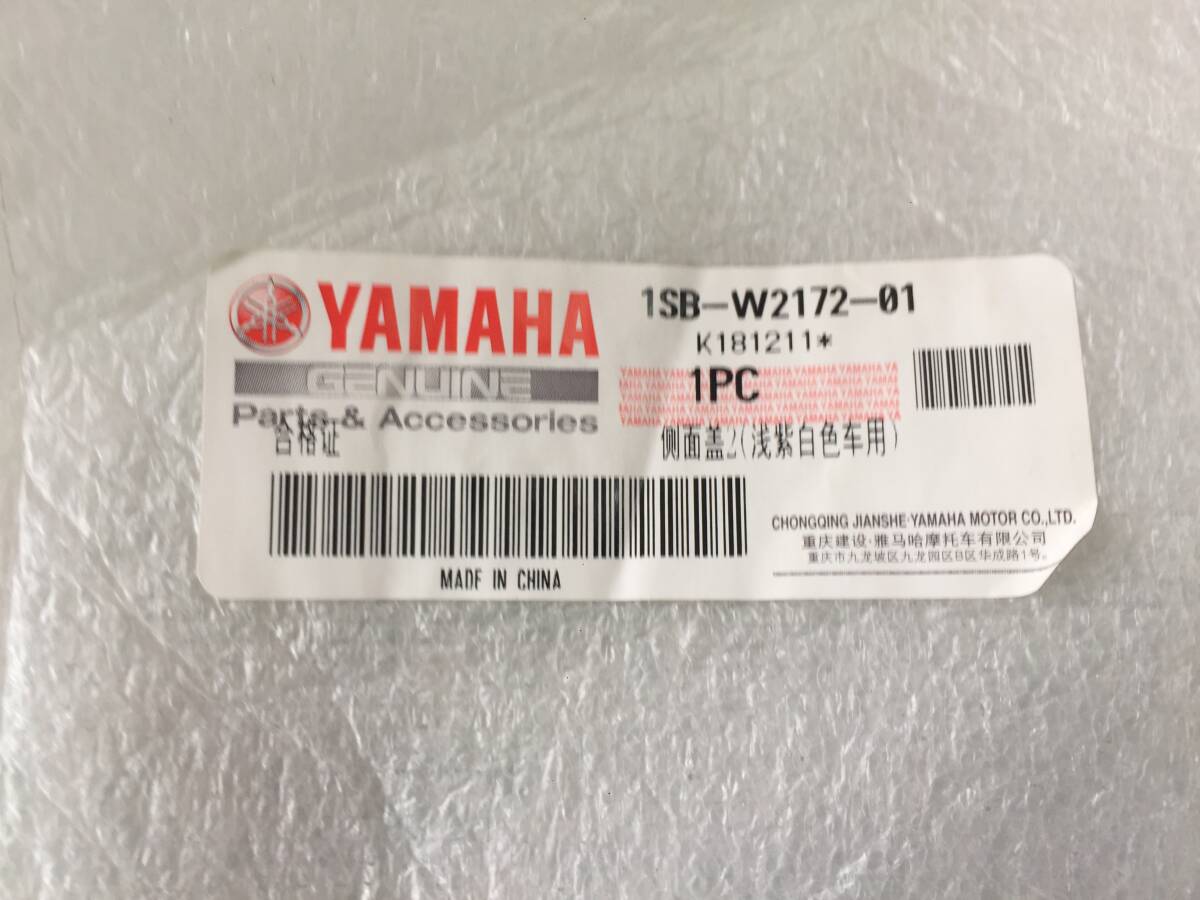 YAMAHA
GENUINE
Parts & Accessories
合格证
1SB-W2172-01
K181211*
1PC
侧面盖2(浅紫白色车用)
MADE IN CHINA
CHONGQING JIANSHE·YAMAHA MOTOR CO.,LTD.
重庆建设·雅马哈摩托车有限公司
重庆市九龙坡区九龙园区B区华成路1号。